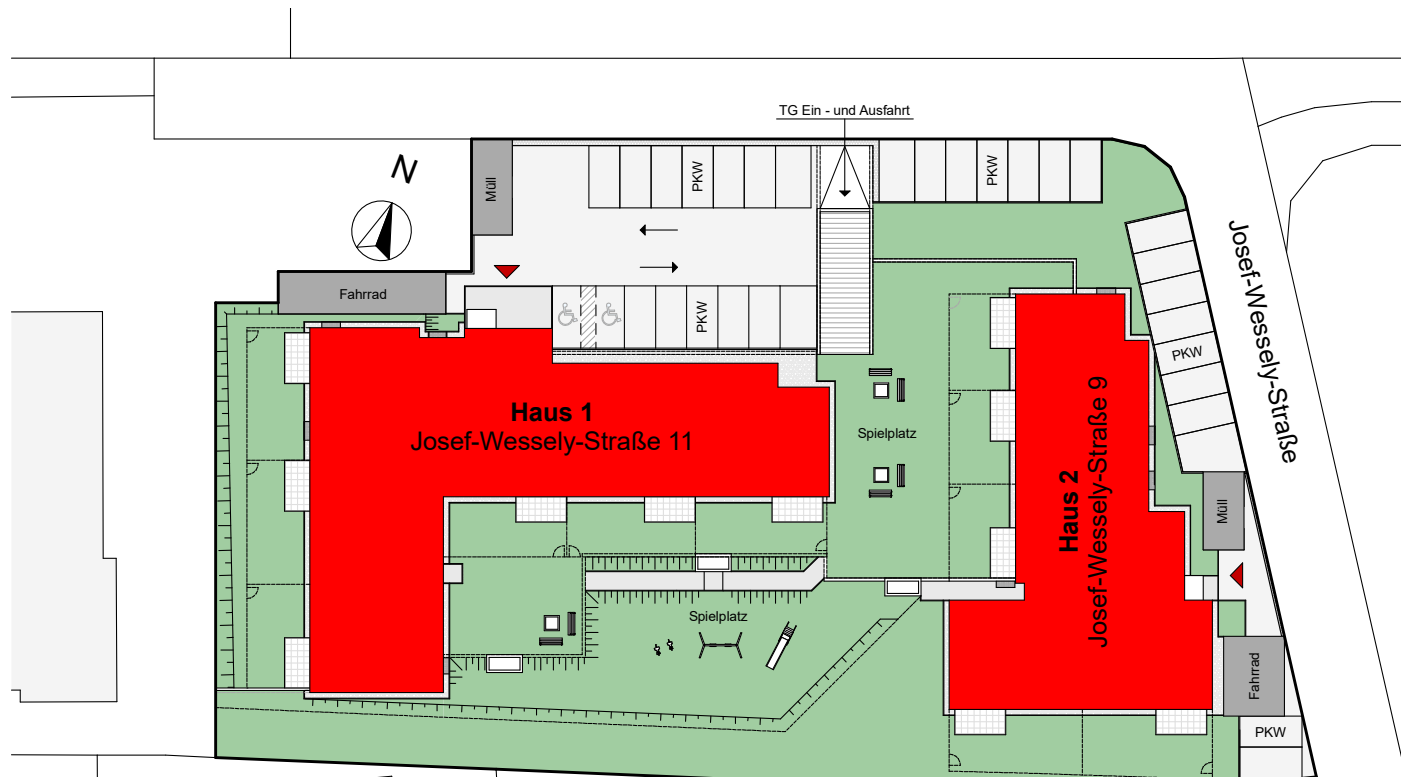 TG Ein - und Ausfahrt
N
Müll
PKW
PKW
Josef-Wessely-Straße
Fahrrad
PKW
PKW
Haus 1
Josef-Wessely-Straße 11
Spielplatz
Haus 2
Josef-Wessely-Straße 9
Müll
Spielplatz
Fahrrad
PKW